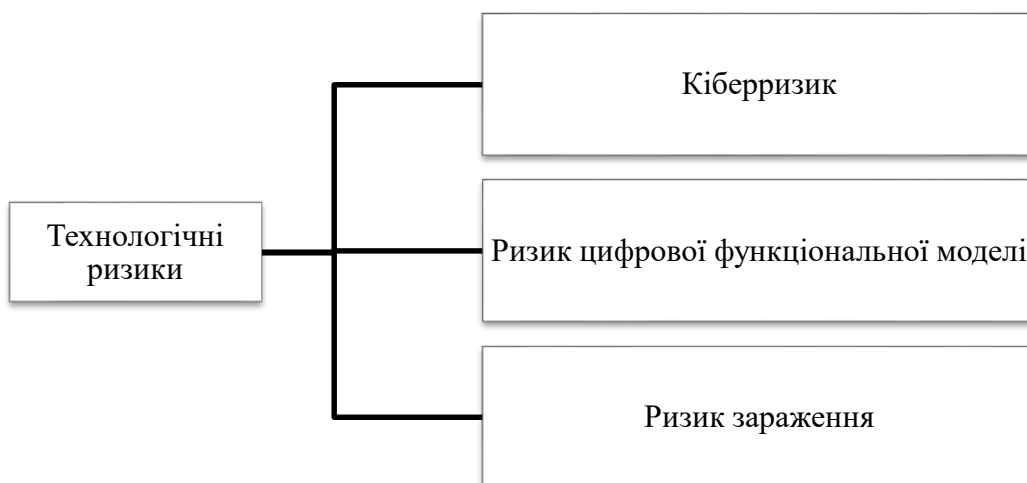 Кіберризик
Технологічні
ризики
Ризик цифрової функціональної моделі
Ризик зараження